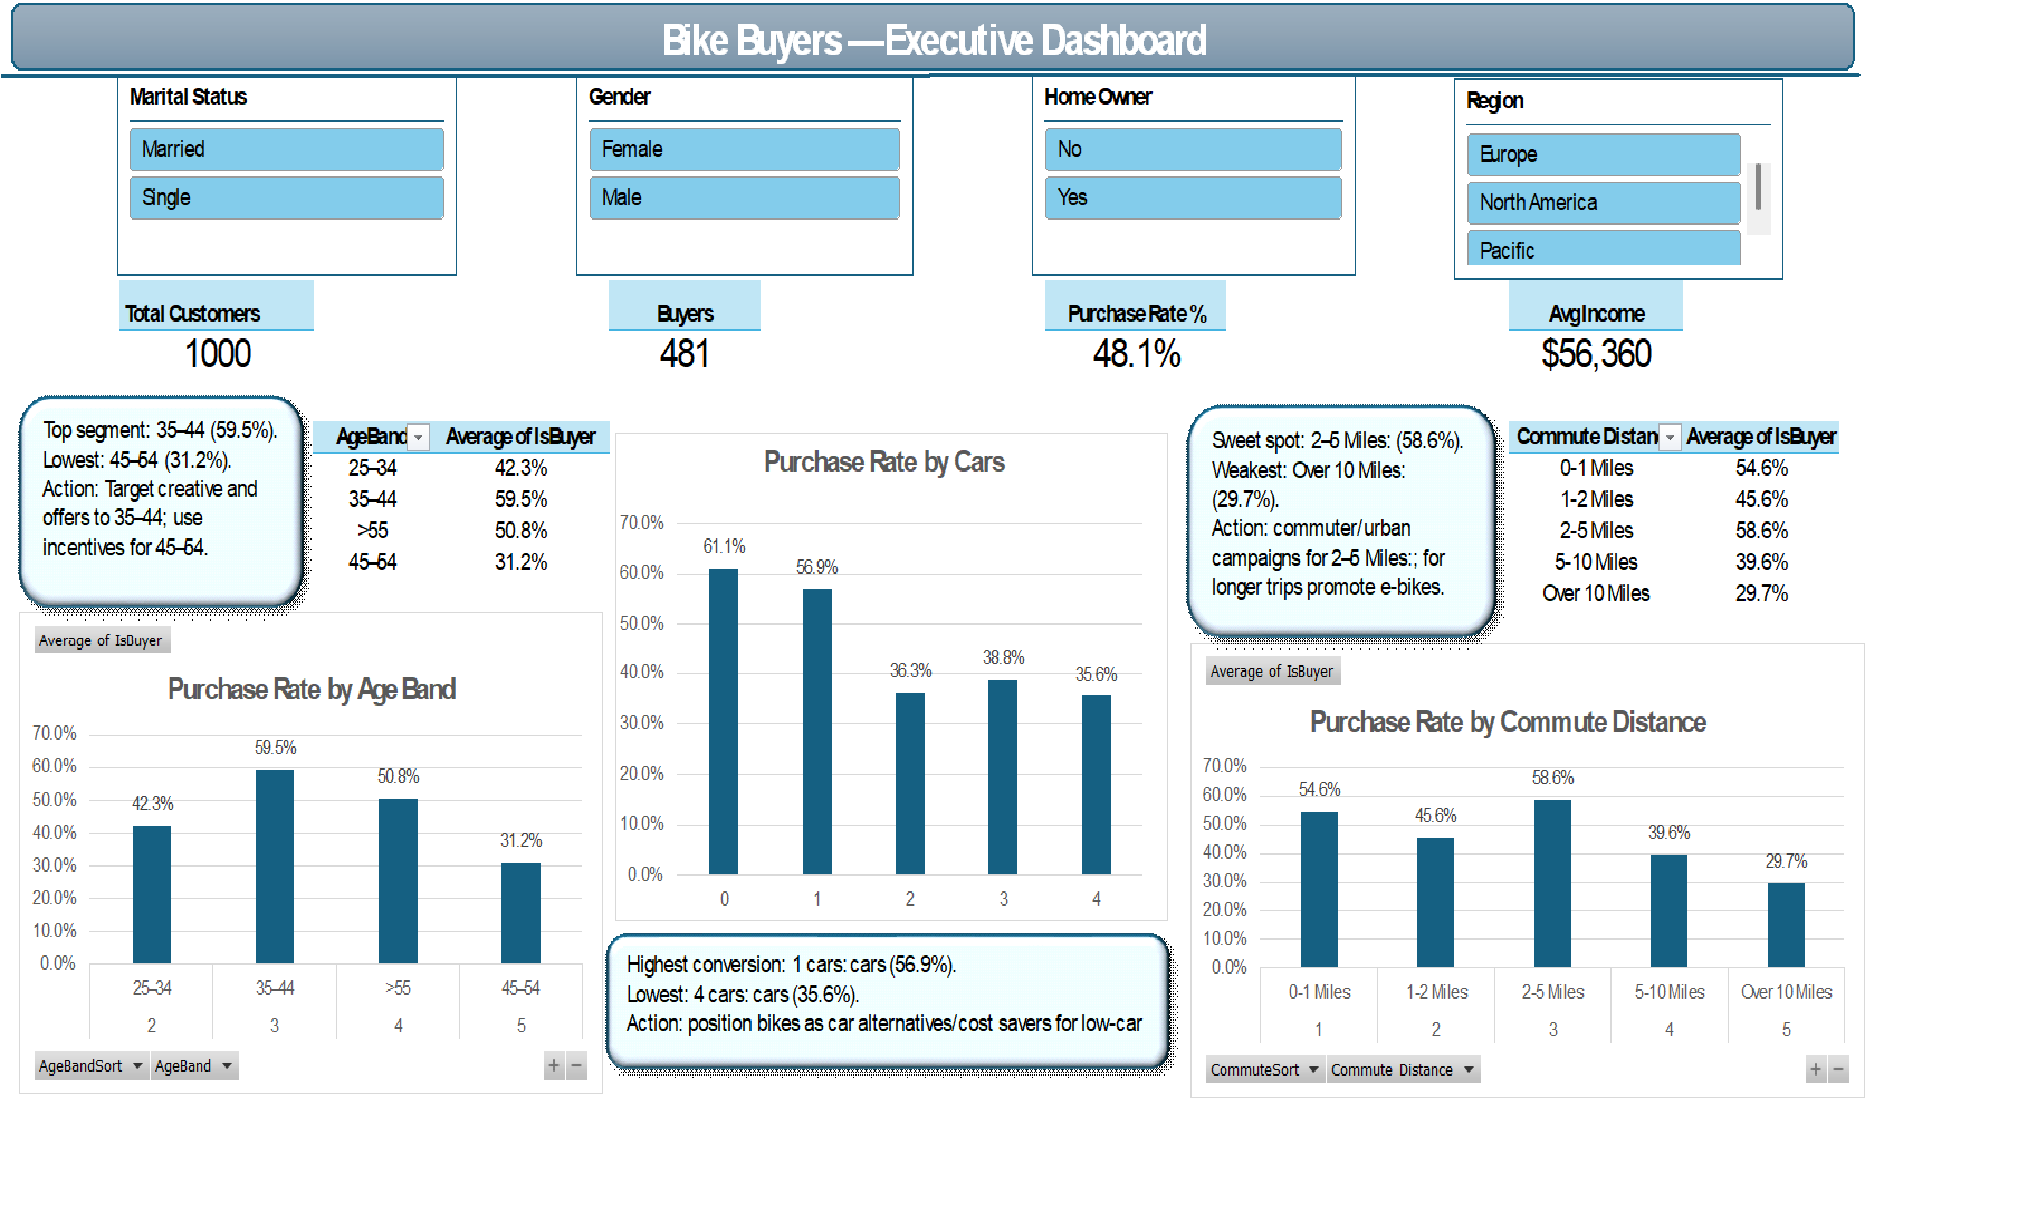 Bike Buyers — Executive Dashboard
Marital Status
Married
Single
Gender
Female
Male
Home Owner
No
Yes
Region
Europe
North America
Pacific
Total Customers
1000
Buyers
481
Purchase Rate %
48.1%
Avg Income
$56,360
Top segment: 35–44 (59.5%).
Lowest: 45–54 (31.2%).
Action: Target creative and
offers to 35–44; use
incentives for 45–54.
AgeBand Average of IsBuyer
25–34 42.3%
35–44 59.5%
>55 50.8%
45–54 31.2%
Average of IsBuyer
Purchase Rate by Age Band
70.0%
60.0%
50.0%
40.0%
30.0%
20.0%
10.0%
0.0%
42.3%
59.5%
50.8%
31.2%
25–34 35–44 >55 45–54
2 3 4 5
AgeBandSort AgeBand + −
Purchase Rate by Cars
70.0%
60.0%
50.0%
40.0%
30.0%
20.0%
10.0%
0.0%
61.1%
56.9%
36.3%
38.8%
35.6%
0 1 2 3 4
Highest conversion: 1 cars: cars (56.9%).
Lowest: 4 cars: cars (35.6%).
Action: position bikes as car alternatives/cost savers for low-car
Sweet spot: 2–5 Miles: (58.6%).
Weakest: Over 10 Miles:
(29.7%).
Action: commuter/urban
campaigns for 2–5 Miles:; for
longer trips promote e-bikes.
Commute Distan Average of IsBuyer
0-1 Miles 54.6%
1-2 Miles 45.6%
2-5 Miles 58.6%
5-10 Miles 39.6%
Over 10 Miles 29.7%
Average of IsBuyer
Purchase Rate by Commute Distance
70.0%
60.0%
50.0%
40.0%
30.0%
20.0%
10.0%
0.0%
54.6%
45.6%
58.6%
39.6%
29.7%
0-1 Miles 1-2 Miles 2-5 Miles 5-10 Miles Over 10 Miles
1 2 3 4 5
CommuteSort Commute Distance + −